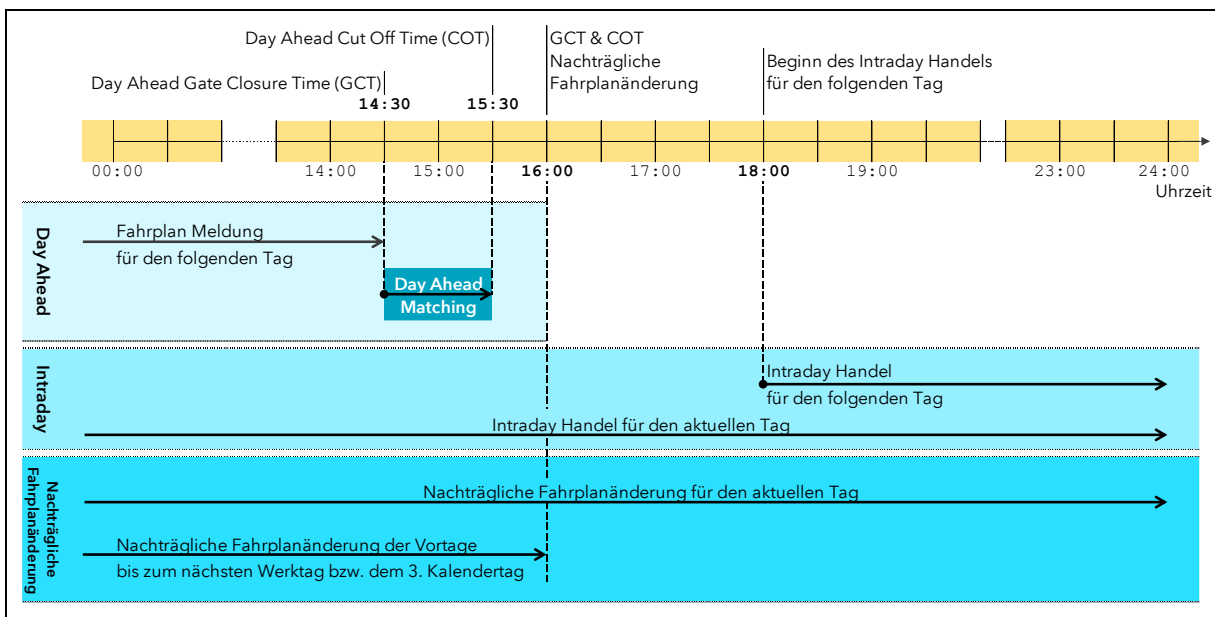 Day Ahead Cut Off Time (COT)
GCT & COT
Nachträgliche
Fahrplanänderung
Beginn des Intraday Handels
für den folgenden Tag
Day Ahead Gate Closure Time (GCT)
14:30
15:30
00:00
14:00
15:00
16:00
17:00
18:00
19:00
23:00
24:00
Uhrzeit
Day Ahead
Fahrplan Meldung
für den folgenden Tag
Day Ahead
Matching
Intraday
Intraday Handel
für den folgenden Tag
Intraday Handel für den aktuellen Tag
Nachträgliche
Fahrplanänderung
Nachträgliche Fahrplanänderung für den aktuellen Tag
Nachträgliche Fahrplanänderung der Vortage
bis zum nächsten Werktag bzw. dem 3. Kalendertag